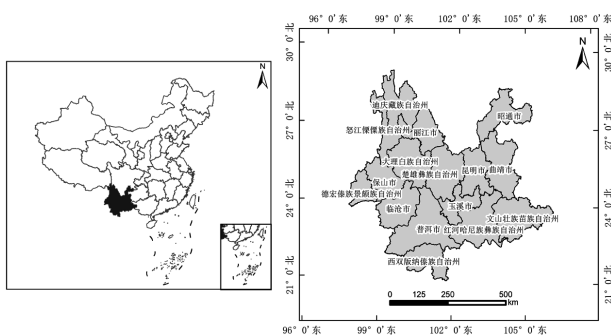 N
96° 0′东 99° 0′东 102° 0′东 105° 0′东 108° 0′东
30° 0′北
27° 0′北
24° 0′北
21° 0′北
N
30° 0′北
27° 0′北
24° 0′北
21° 0′北
迪庆藏族自治州
昭通市
怒江傈僳族自治州
丽江市
大理白族自治州
楚雄彝族自治州
昆明市
曲靖市
保山市
德宏傣族景颇族自治州
临沧市
玉溪市
文山壮族苗族自治州
普洱市
红河哈尼族彝族自治州
西双版纳傣族自治州
0 125 250 500
km
96° 0′东 99° 0′东 102° 0′东 105° 0′东